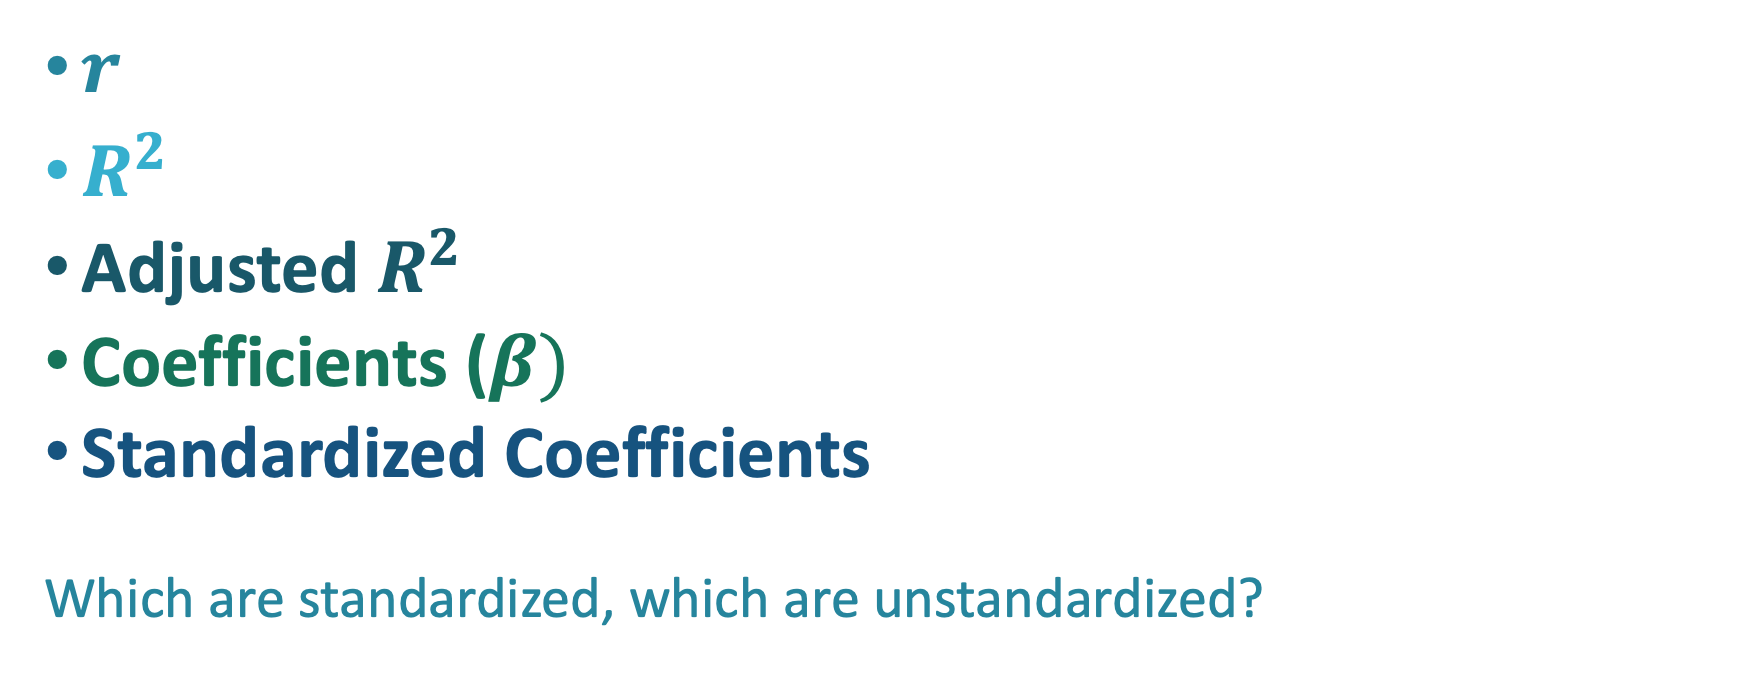 • r
• R²
• Adjusted R²
• Coefficients (β)
• Standardized Coefficients
Which are standardized, which are unstandardized?